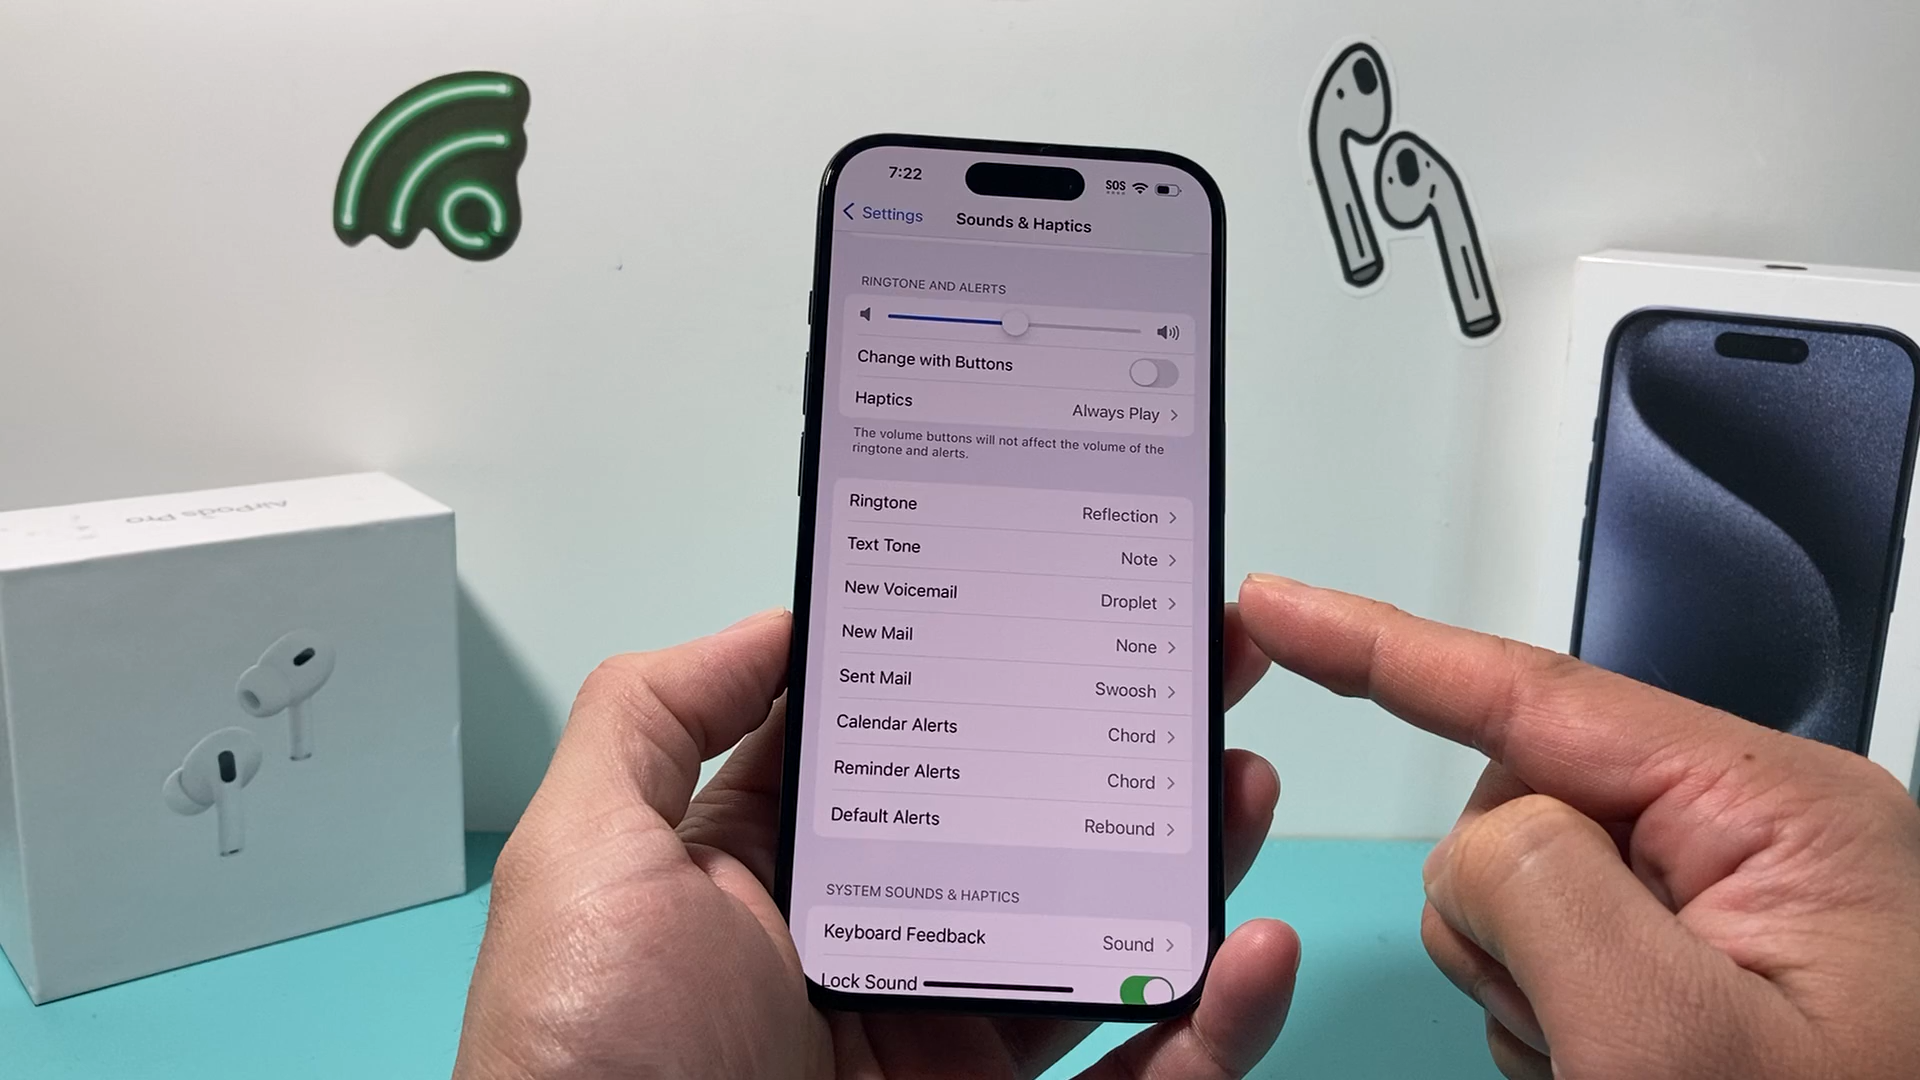 7:22
SOS
Settings
Sounds & Haptics
RINGTONE AND ALERTS
Change with Buttons
Haptics Always Play
The volume buttons will not affect the volume of the
ringtone and alerts.
Ringtone Reflection
Text Tone Note
New Voicemail Droplet
New Mail None
Sent Mail Swoosh
Calendar Alerts Chord
Reminder Alerts Chord
Default Alerts Rebound
SYSTEM SOUNDS & HAPTICS
Keyboard Feedback Sound
Lock Sound
AirPods Pro